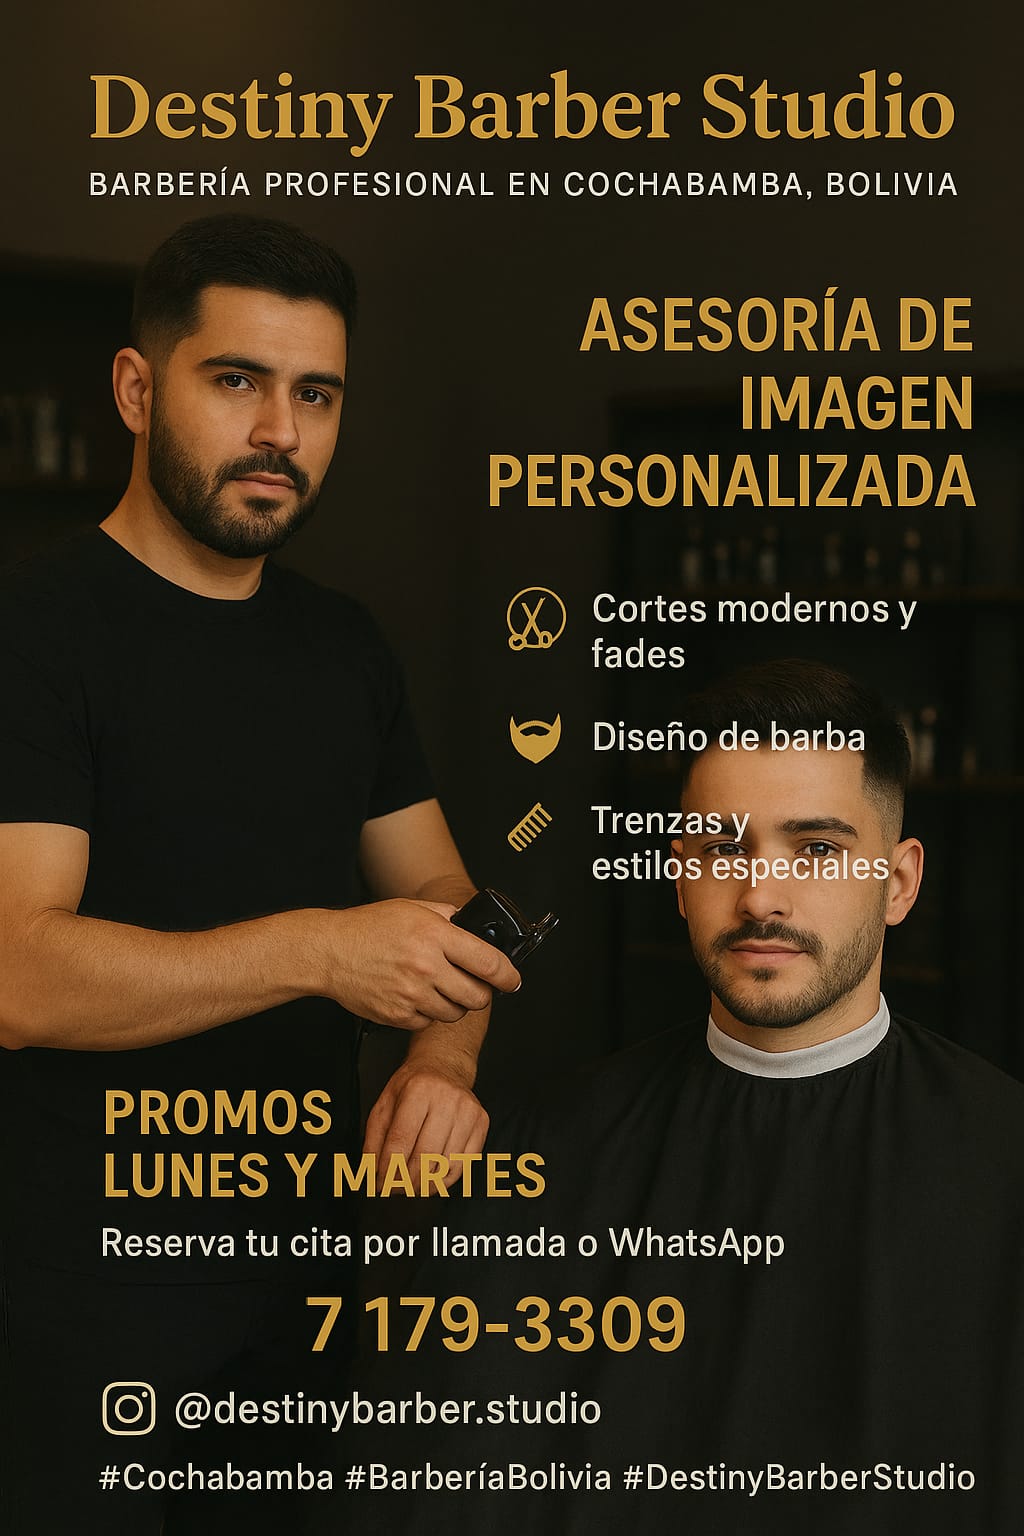 Destiny Barber Studio
BARBERÍA PROFESIONAL EN COCHABAMBA, BOLIVIA
ASESORÍA DE
IMAGEN
PERSONALIZADA
Cortes modernos y
fades
Diseño de barba
Trenzas y
estilos especiales
PROMOS
LUNES Y MARTES
Reserva tu cita por llamada o WhatsApp
7 179-3309
@destinybarber.studio
#Cochabamba #BarberíaBolivia #DestinyBarberStudio